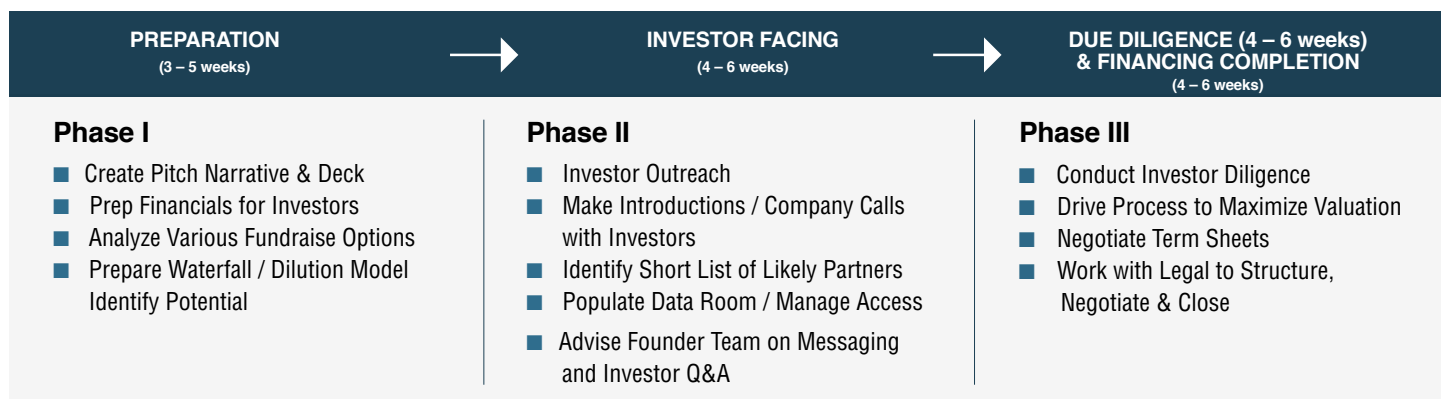 PREPARATION
(3 – 5 weeks)
INVESTOR FACING
(4 – 6 weeks)
DUE DILIGENCE (4 – 6 weeks)
& FINANCING COMPLETION
(4 – 6 weeks)
Phase I
Create Pitch Narrative & Deck
Prep Financials for Investors
Analyze Various Fundraise Options
Prepare Waterfall / Dilution Model
Identify Potential
Phase II
Investor Outreach
Make Introductions / Company Calls
with Investors
Identify Short List of Likely Partners
Populate Data Room / Manage Access
Advise Founder Team on Messaging
and Investor Q&A
Phase III
Conduct Investor Diligence
Drive Process to Maximize Valuation
Negotiate Term Sheets
Work with Legal to Structure,
Negotiate & Close